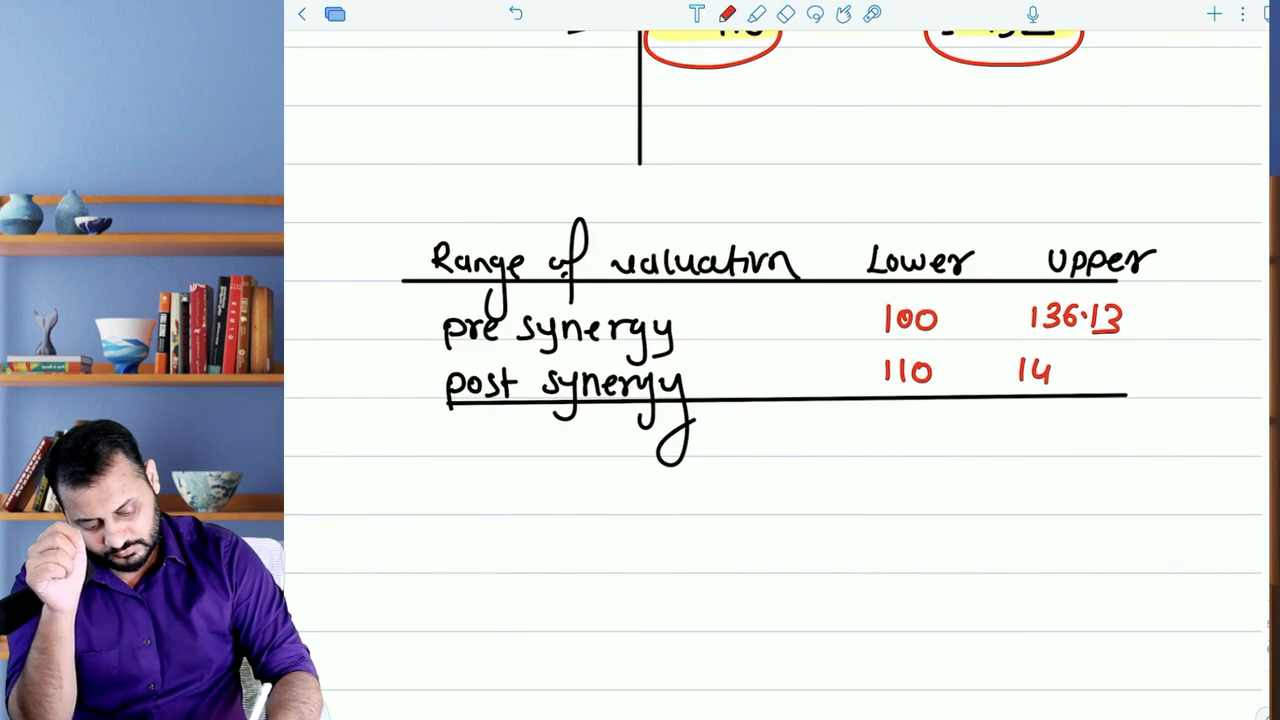 Range of valuation Lower Upper
pre synergy 100 136.13
post synergy 110 14